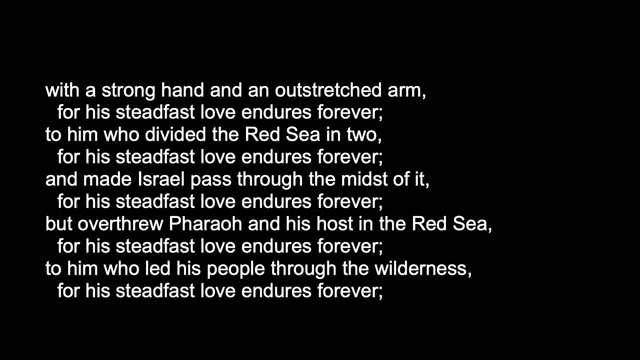 with a strong hand and an outstretched arm,
for his steadfast love endures forever;
to him who divided the Red Sea in two,
for his steadfast love endures forever;
and made Israel pass through the midst of it,
for his steadfast love endures forever;
but overthrew Pharaoh and his host in the Red Sea,
for his steadfast love endures forever;
to him who led his people through the wilderness,
for his steadfast love endures forever;